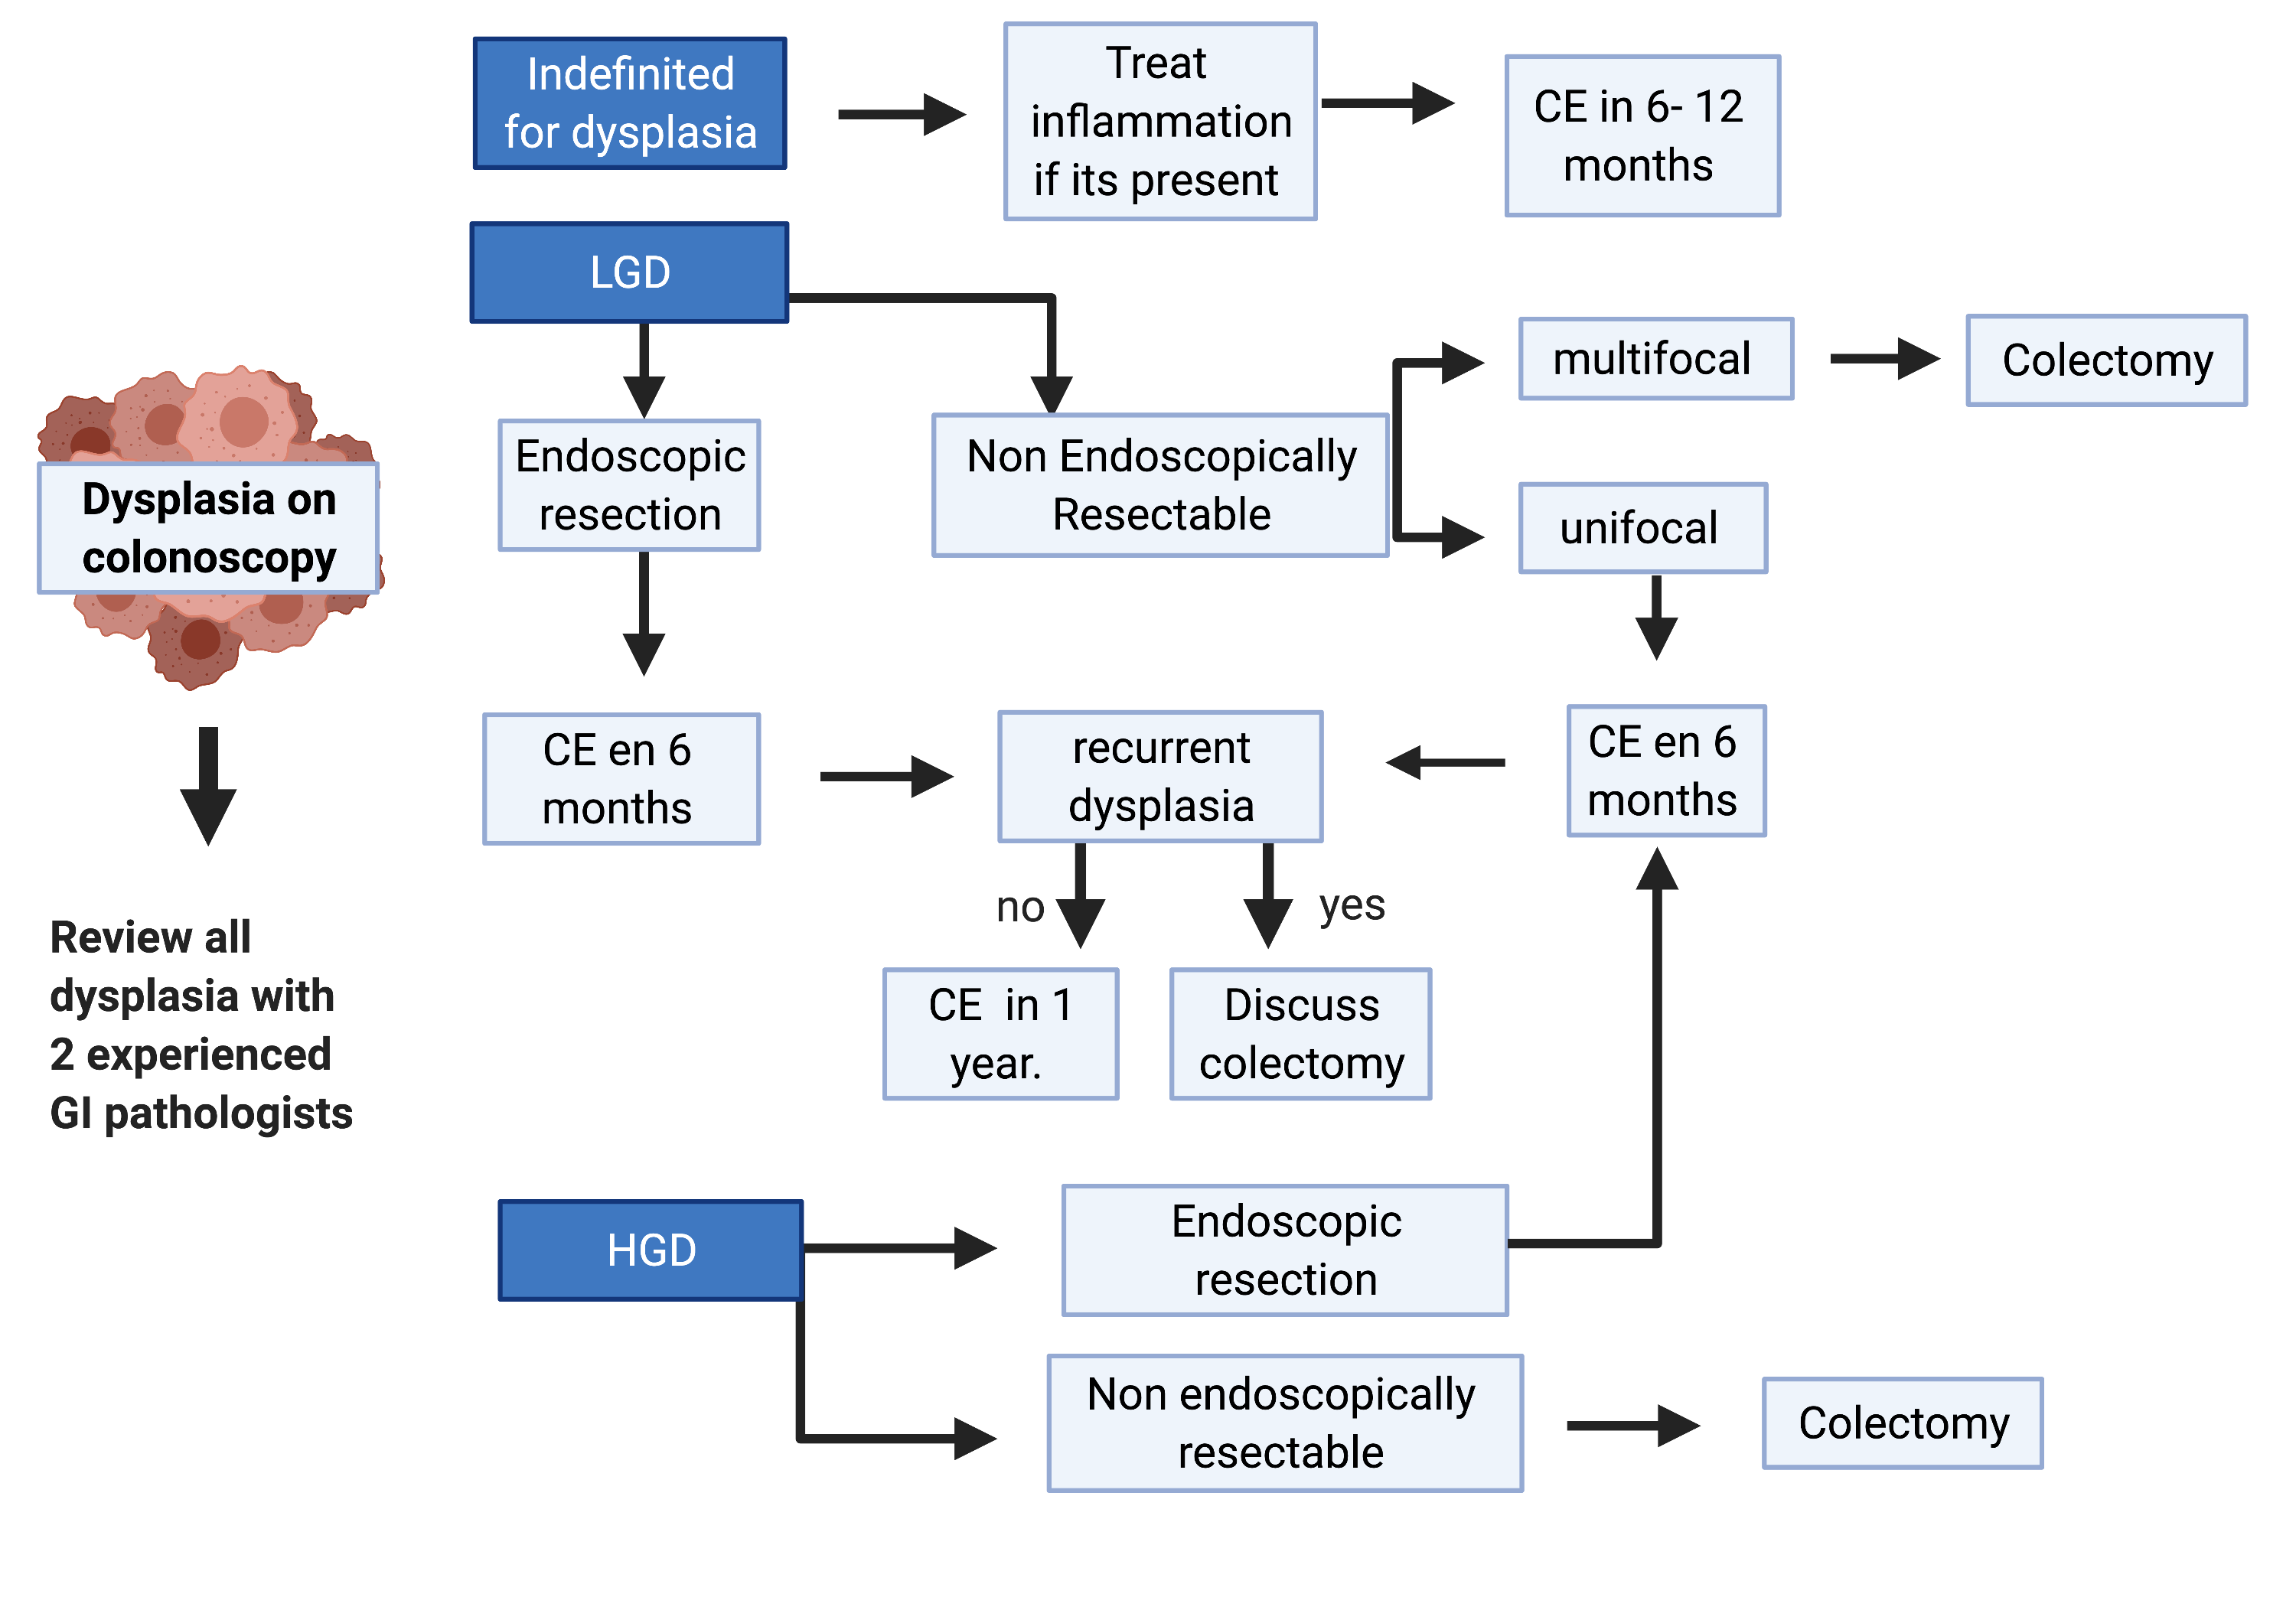 Indefinited
for dysplasia
Treat
inflammation
if its present
CE in 6- 12
months
LGD
multifocal
Colectomy
Endoscopic
resection
Non Endoscopically
Resectable
unifocal
Dysplasia on
colonoscopy
CE en 6
months
recurrent
dysplasia
CE en 6
months
no
yes
Review all
dysplasia with
2 experienced
GI pathologists
CE in 1
year.
Discuss
colectomy
HGD
Endoscopic
resection
Non endoscopically
resectable
Colectomy